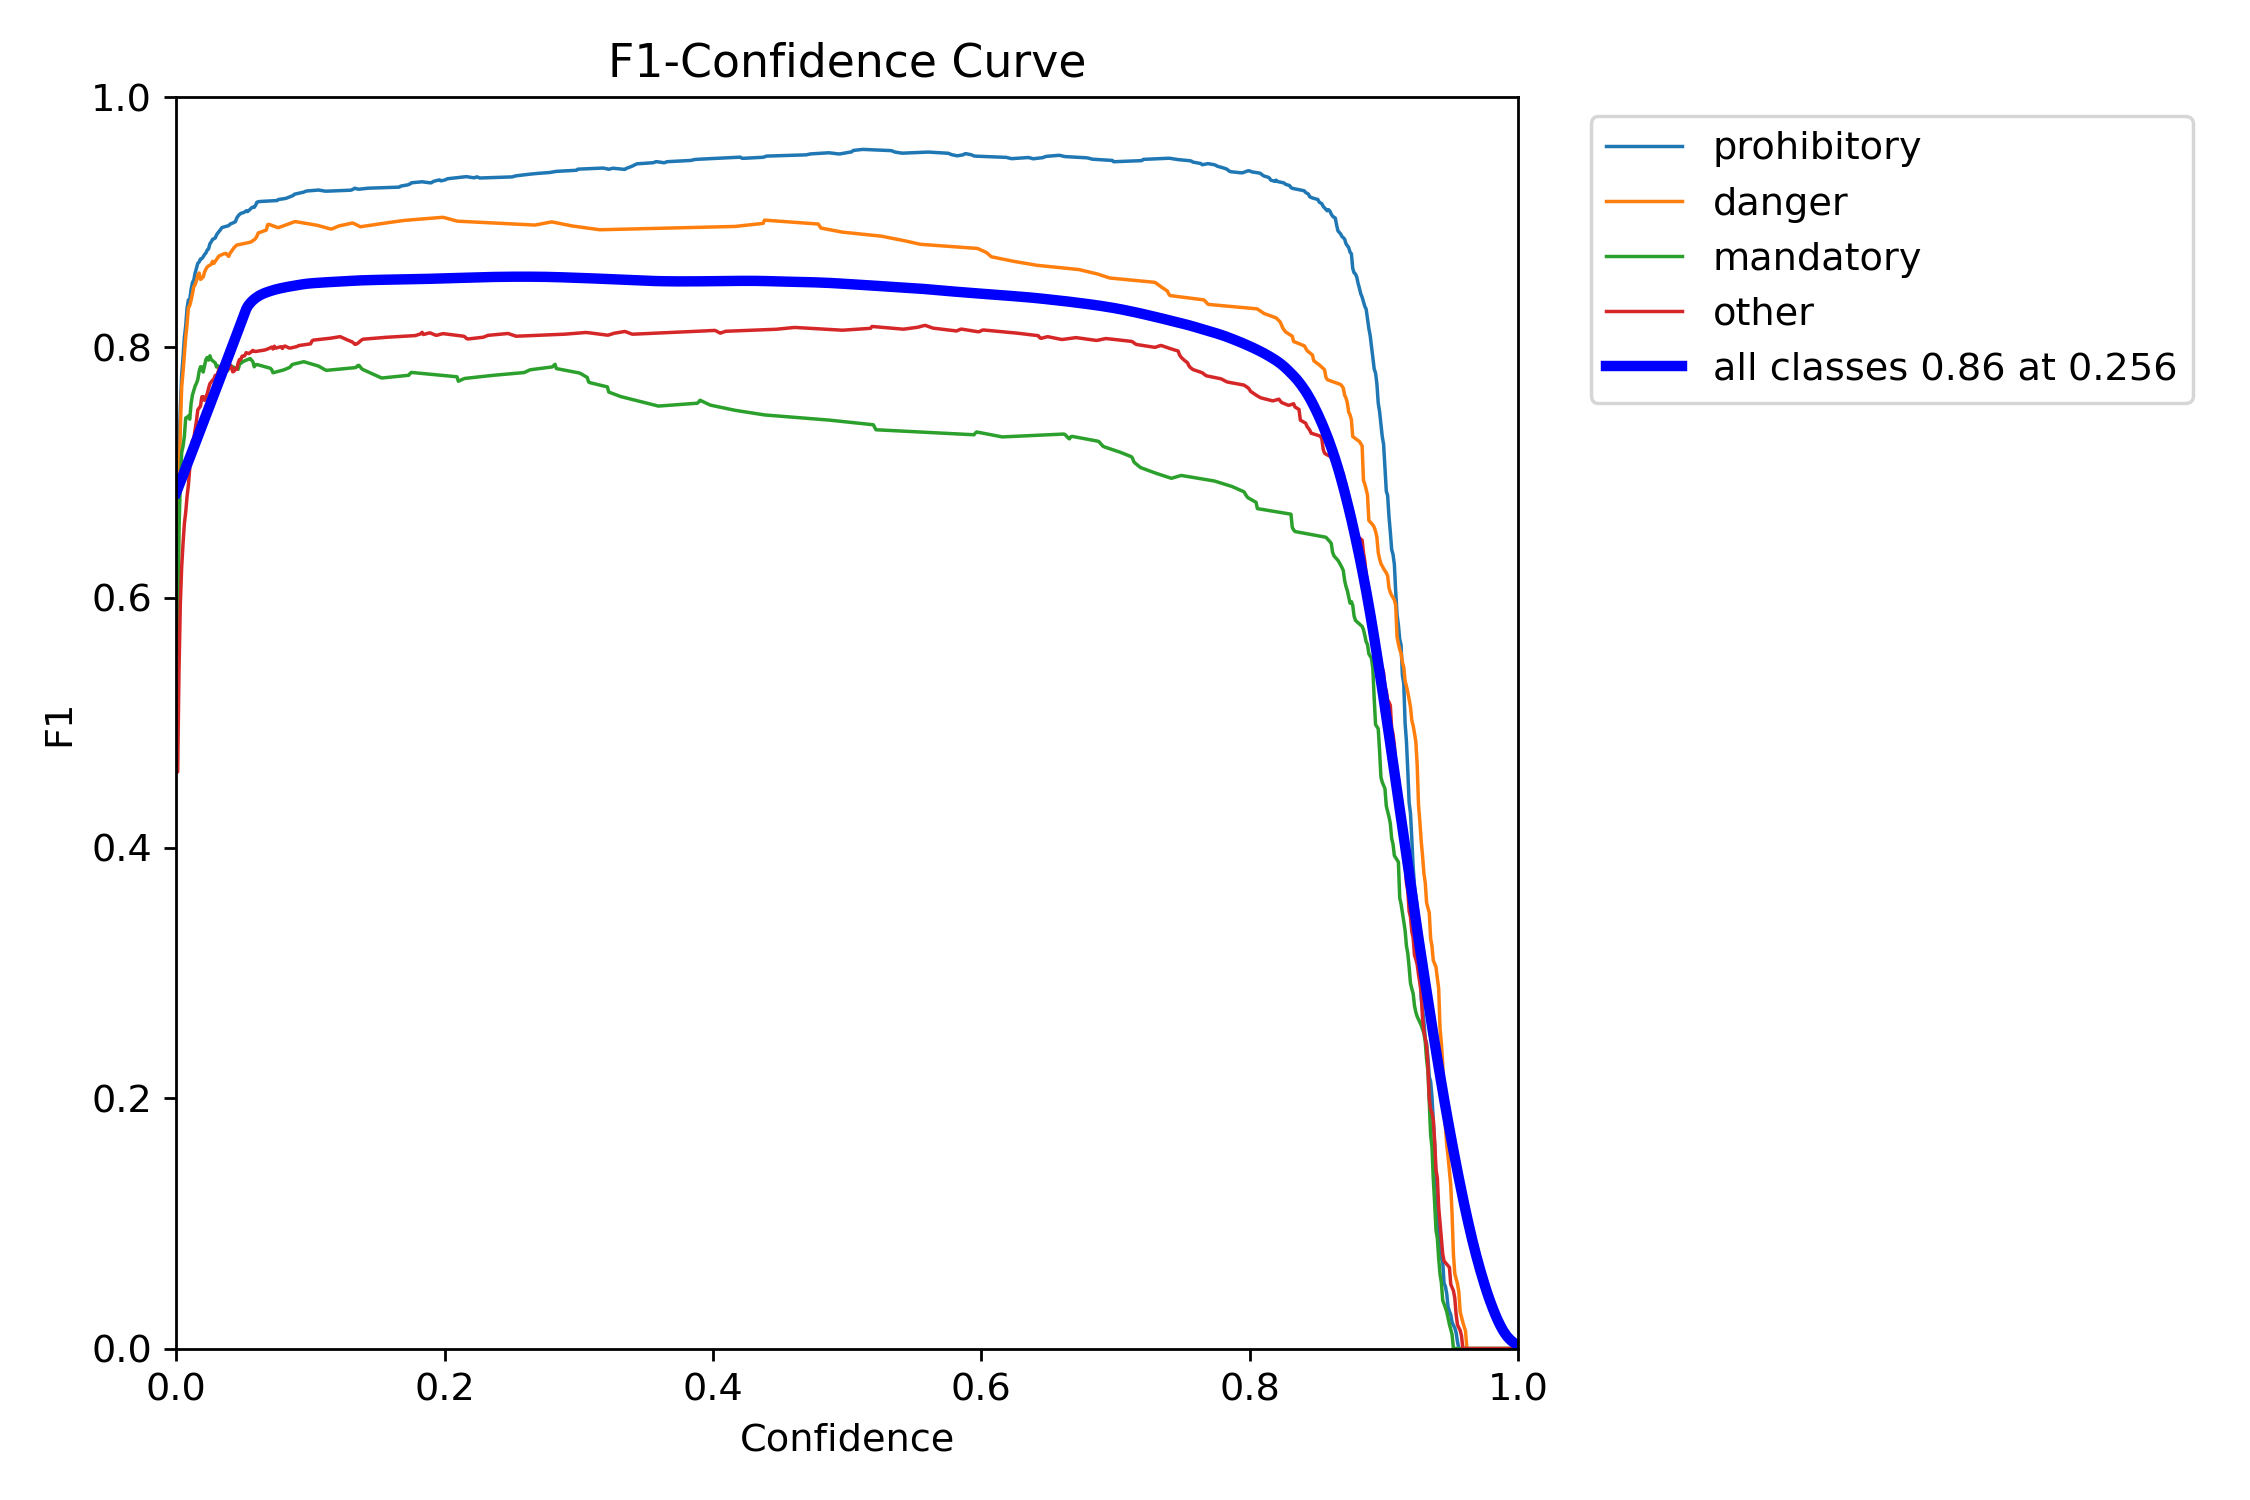 F1-Confidence Curve
1.0
0.8
0.6
0.4
0.2
0.0
F1
0.0 0.2 0.4 0.6 0.8 1.0
Confidence
prohibitory
danger
mandatory
other
all classes 0.86 at 0.256